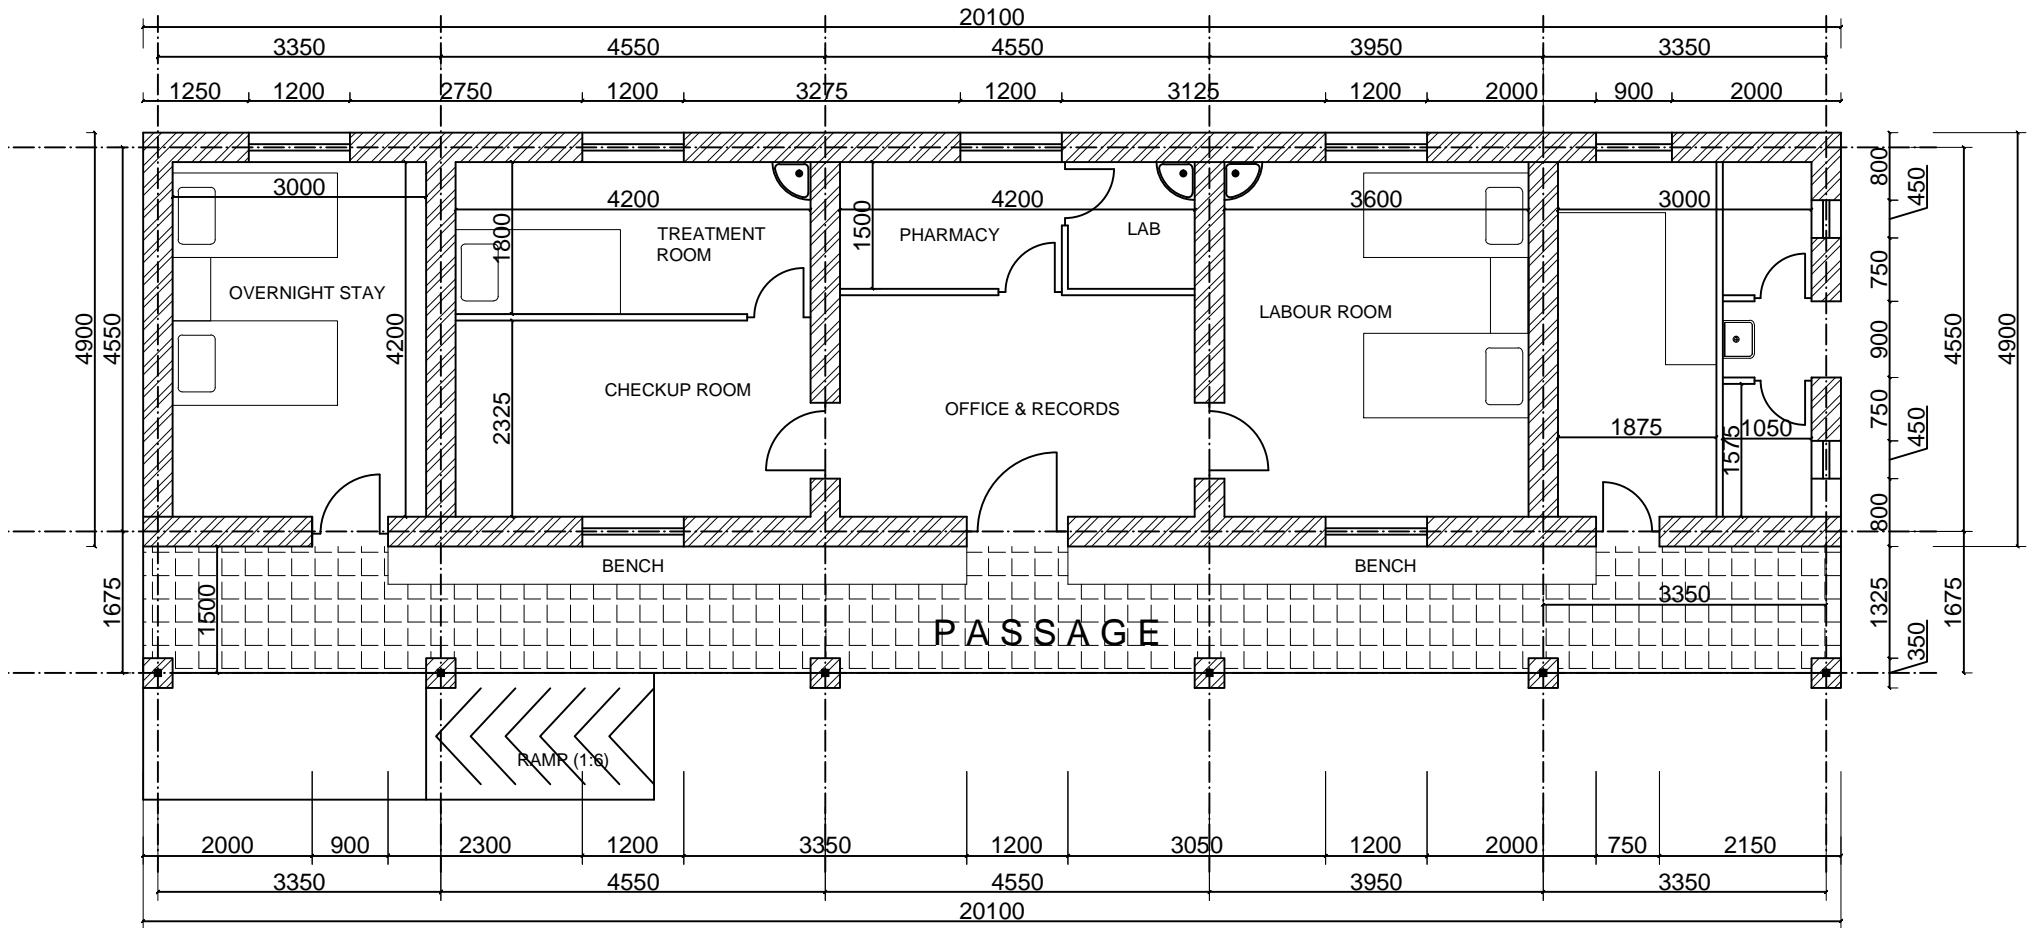 20100
3350 4550 4550 3950 3350
1250 1200 2750 1200 3275 1200 3125 1200 2000 900 2000
800
450
3000
4200
4200
3600
3000
1800
TREATMENT
ROOM
1500
PHARMACY
LAB
750
OVERNIGHT STAY
LABOUR ROOM
4900
4550
4200
900
4550
4900
CHECKUP ROOM
OFFICE & RECORDS
2325
1875
1575
1050
750
450
800
BENCH
BENCH
1675
1500
3350
1325
1675
PASSAGE
350
RAMP (1:6)
2000 900 2300 1200 3350 1200 3050 1200 2000 750 2150
3350 4550 4550 3950 3350
20100